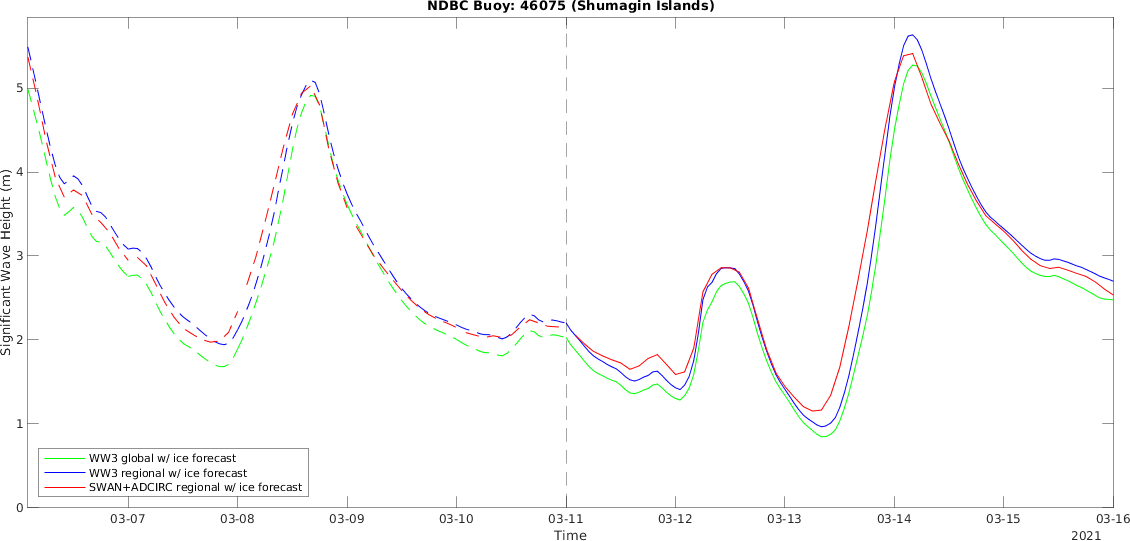 NDBC Buoy: 46075 (Shumagin Islands)
Significant Wave Height (m)
5
4
3
2
1
0
WW3 global w/ ice forecast
WW3 regional w/ ice forecast
SWAN+ADCIRC regional w/ ice forecast
03-07 03-08 03-09 03-10 03-11 03-12 03-13 03-14 03-15 03-16
Time
2021